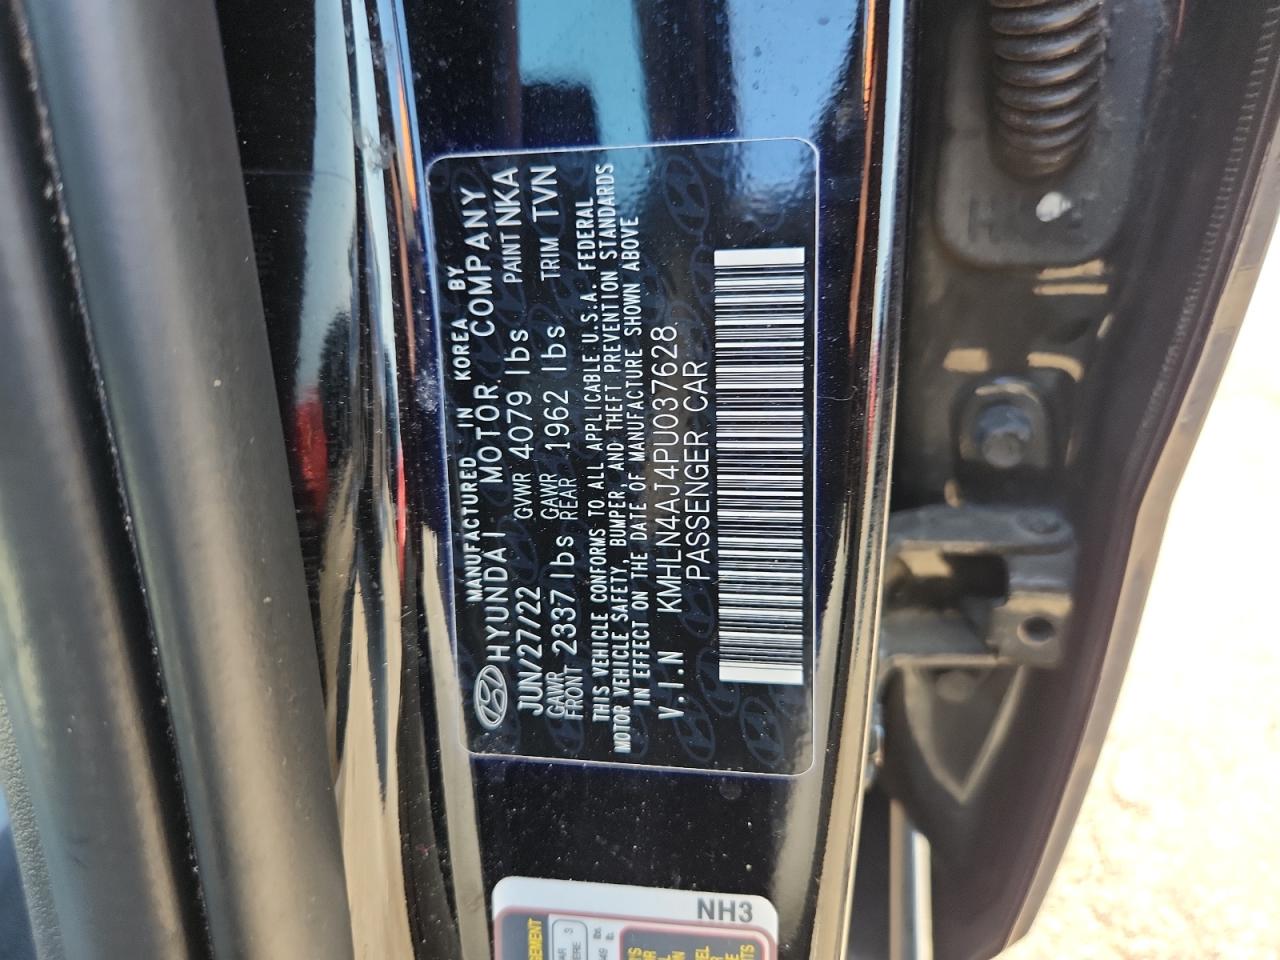 MANUFACTURED IN KOREA BY
HYUNDAI MOTOR COMPANY
JUN/27/22 GVWR 4079 lbs PAINT NKA
GAWR FRONT 2337 lbs GAWR REAR 1962 lbs TRIM TVN
THIS VEHICLE CONFORMS TO ALL APPLICABLE U.S.A. FEDERAL
MOTOR VEHICLE SAFETY, BUMPER, AND THEFT PREVENTION STANDARDS
IN EFFECT ON THE DATE OF MANUFACTURE SHOWN ABOVE
V.I.N KMHLN4AJ4PU037628
PASSENGER CAR
NH3